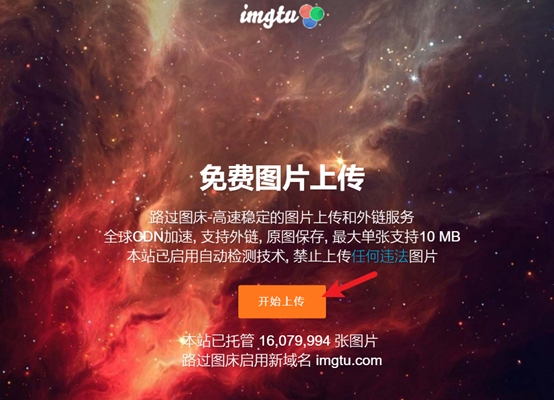 imgtu
免费图片上传
路过图床-高速稳定的图片上传和外链服务
全球CDN加速, 支持外链, 原图保存, 最大单张支持10 MB
本站已启用自动检测技术, 禁止上传任何违法图片
开始上传
本站已托管 16,079,994 张图片
路过图床启用新域名 imgtu.com